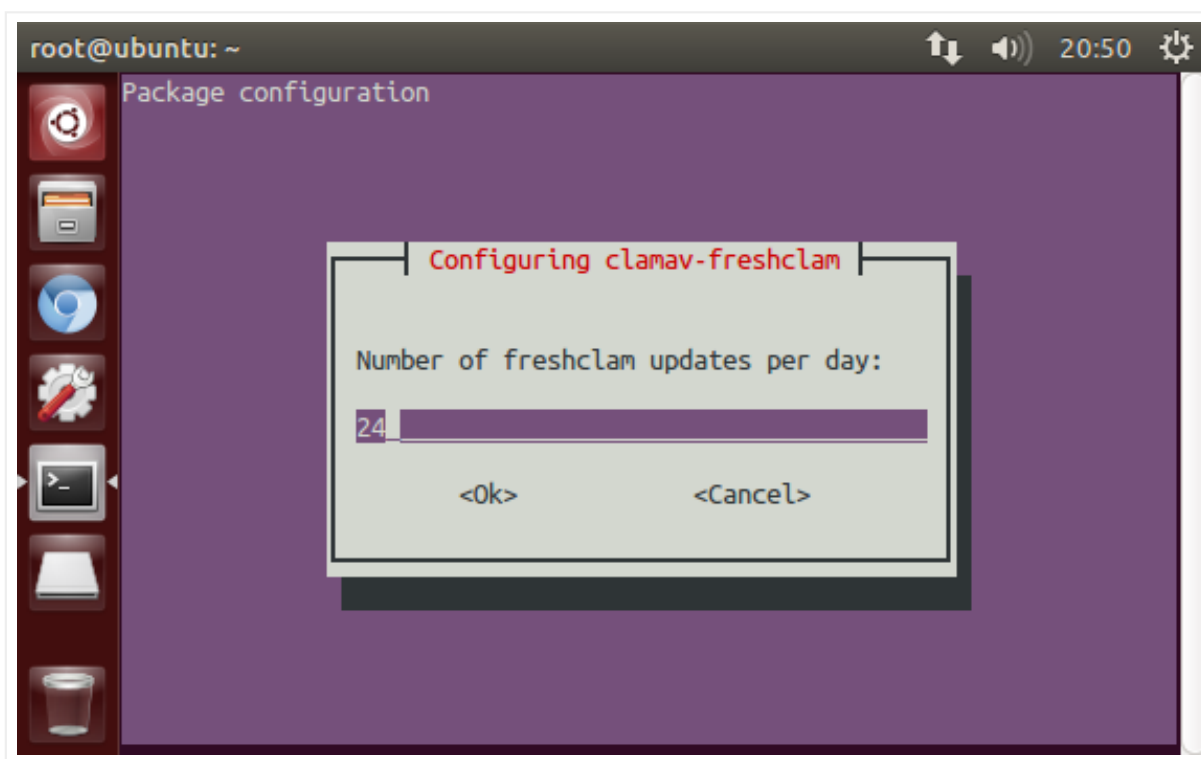 root@ubuntu: ~ 20:50
Package configuration
Configuring clamav-freshclam
Number of freshclam updates per day:
24
<Ok> <Cancel>
>_